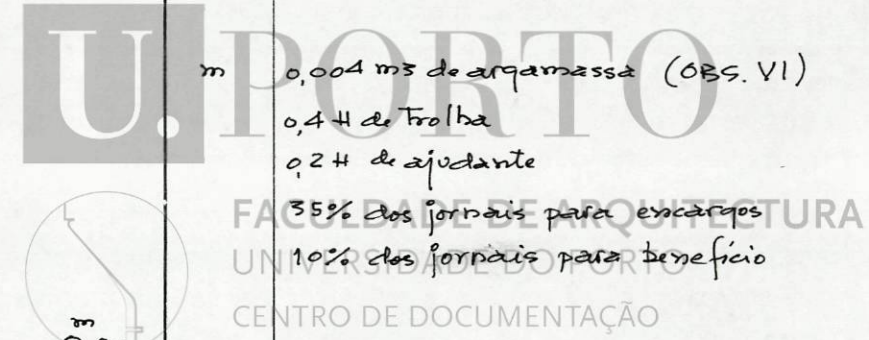 U. PORTO
m 0,004 m3 de argamassa (OBS. VI)
0,4 H de Trolha
0,2 H de ajudante
35% dos jornais para encargos
FACULDADE DE ARQUITECTURA
10% dos jornais para benefício
UNIVERSIDADE DO PORTO
CENTRO DE DOCUMENTAÇÃO
m